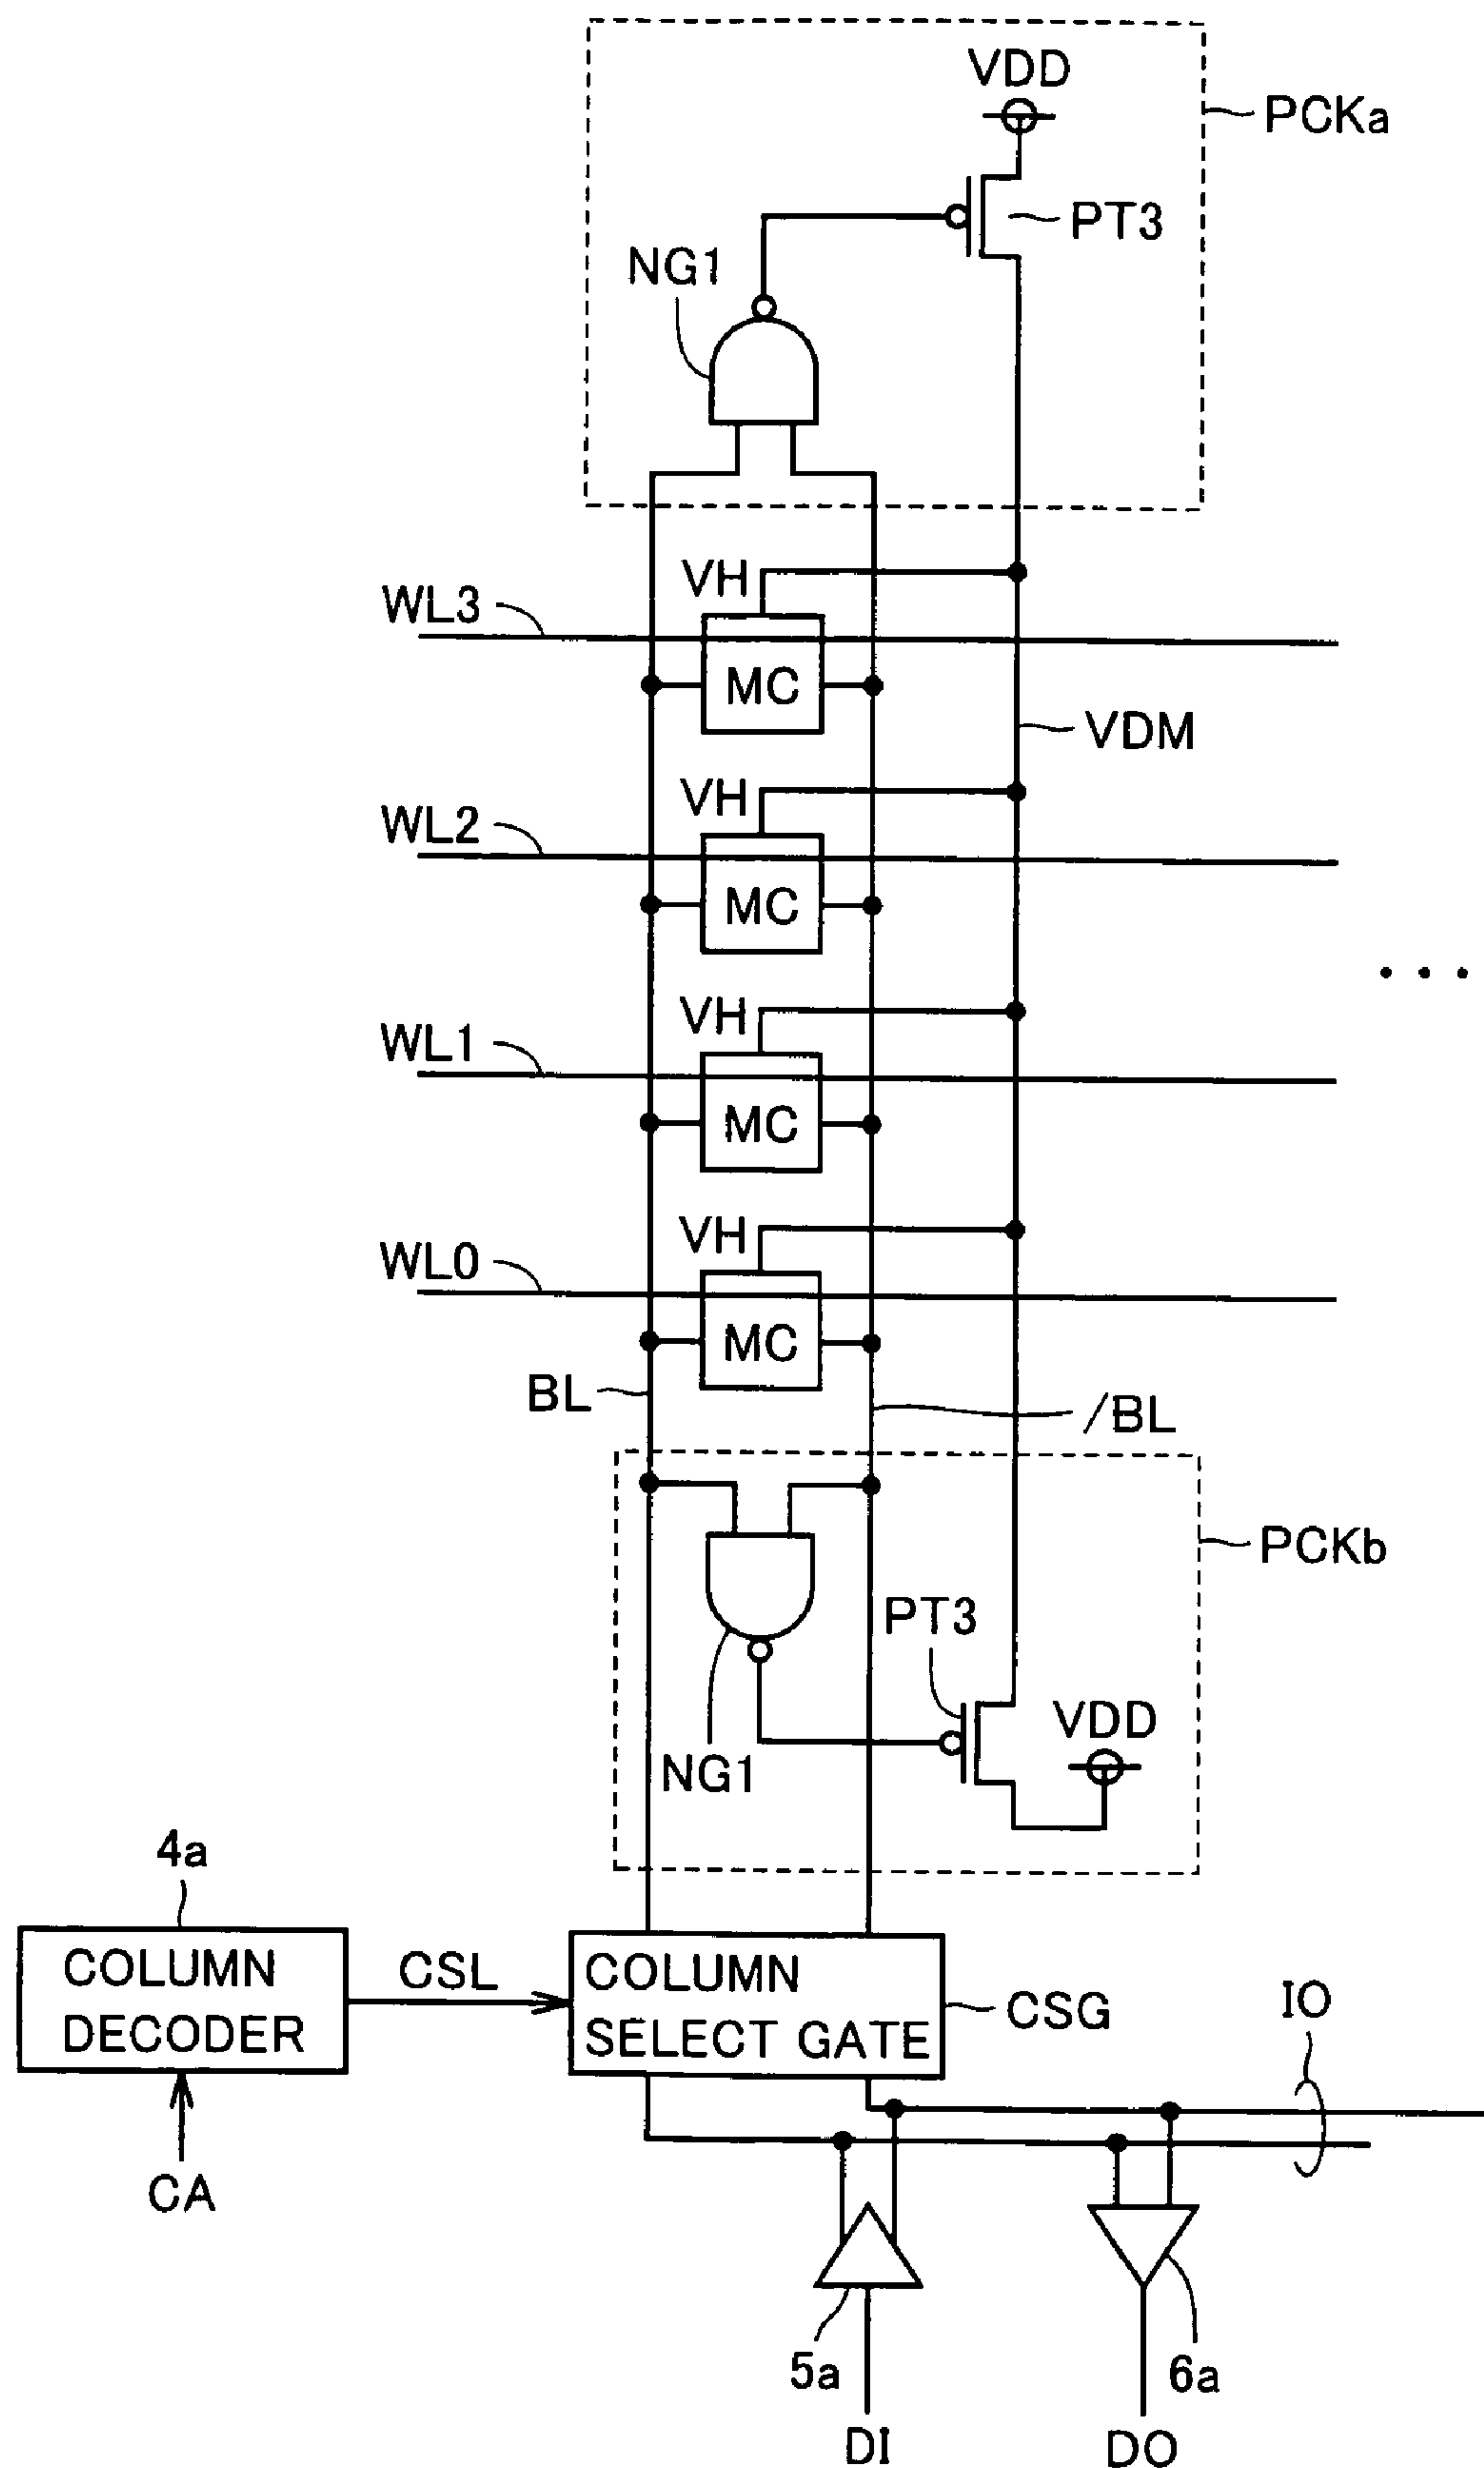 VDD
PCKa
PT3
NG1
VH
WL3
MC
VDM
VH
WL2
MC
. . .
VH
WL1
MC
VH
WL0
MC
BL
/BL
PCKb
PT3
VDD
NG1
4a
COLUMN
DECODER
CSL
COLUMN
SELECT GATE
CSG
IO
CA
5a
6a
DI
DO